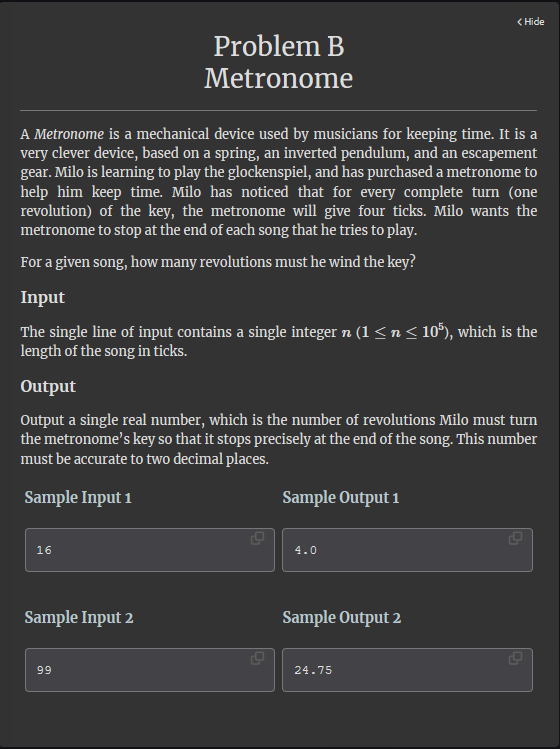 < Hide
Problem B
Metronome
A Metronome is a mechanical device used by musicians for keeping time. It is a
very clever device, based on a spring, an inverted pendulum, and an escapement
gear. Milo is learning to play the glockenspiel, and has purchased a metronome to
help him keep time. Milo has noticed that for every complete turn (one
revolution) of the key, the metronome will give four ticks. Milo wants the
metronome to stop at the end of each song that he tries to play.
For a given song, how many revolutions must he wind the key?
Input
The single line of input contains a single integer n (1 ≤ n ≤ 10⁵), which is the
length of the song in ticks.
Output
Output a single real number, which is the number of revolutions Milo must turn
the metronome's key so that it stops precisely at the end of the song. This number
must be accurate to two decimal places.
Sample Input 1
Sample Output 1
16
4.0
Sample Input 2
Sample Output 2
99
24.75